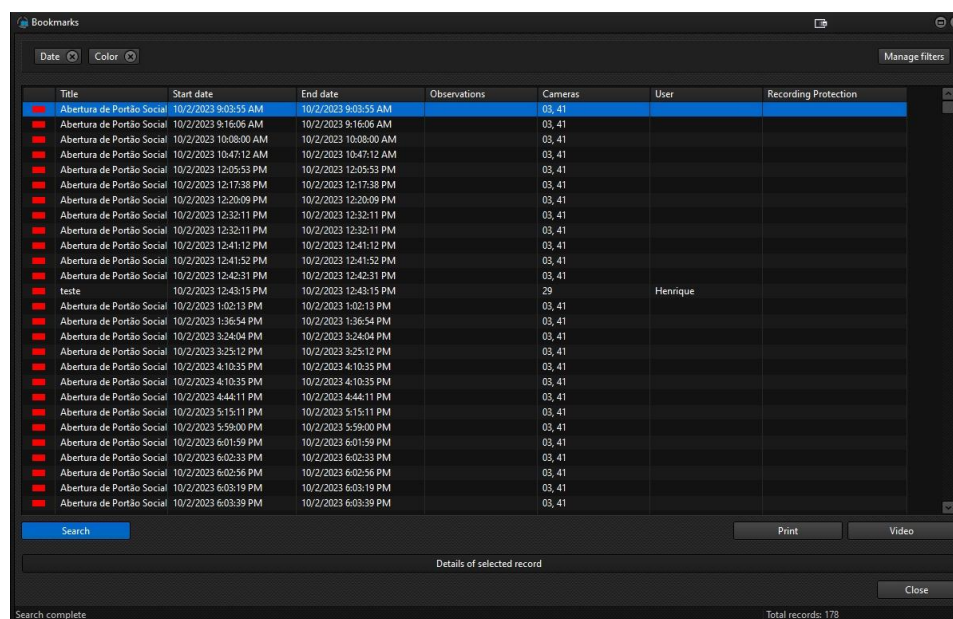 Bookmarks
Date Color Manage filters
Title Start date End date Observations Cameras User Recording Protection
Abertura de Portão Social 10/2/2023 9:03:55 AM 10/2/2023 9:03:55 AM 03, 41
Abertura de Portão Social 10/2/2023 9:16:06 AM 10/2/2023 9:16:06 AM 03, 41
Abertura de Portão Social 10/2/2023 10:08:00 AM 10/2/2023 10:08:00 AM 03, 41
Abertura de Portão Social 10/2/2023 10:47:12 AM 10/2/2023 10:47:12 AM 03, 41
Abertura de Portão Social 10/2/2023 12:05:53 PM 10/2/2023 12:05:53 PM 03, 41
Abertura de Portão Social 10/2/2023 12:17:38 PM 10/2/2023 12:17:38 PM 03, 41
Abertura de Portão Social 10/2/2023 12:20:09 PM 10/2/2023 12:20:09 PM 03, 41
Abertura de Portão Social 10/2/2023 12:32:11 PM 10/2/2023 12:32:11 PM 03, 41
Abertura de Portão Social 10/2/2023 12:32:11 PM 10/2/2023 12:32:11 PM 03, 41
Abertura de Portão Social 10/2/2023 12:41:12 PM 10/2/2023 12:41:12 PM 03, 41
Abertura de Portão Social 10/2/2023 12:41:52 PM 10/2/2023 12:41:52 PM 03, 41
Abertura de Portão Social 10/2/2023 12:42:31 PM 10/2/2023 12:42:31 PM 03, 41
teste 10/2/2023 12:43:15 PM 10/2/2023 12:43:15 PM 29 Henrique
Abertura de Portão Social 10/2/2023 1:02:13 PM 10/2/2023 1:02:13 PM 03, 41
Abertura de Portão Social 10/2/2023 1:36:54 PM 10/2/2023 1:36:54 PM 03, 41
Abertura de Portão Social 10/2/2023 3:24:04 PM 10/2/2023 3:24:04 PM 03, 41
Abertura de Portão Social 10/2/2023 3:25:12 PM 10/2/2023 3:25:12 PM 03, 41
Abertura de Portão Social 10/2/2023 4:10:35 PM 10/2/2023 4:10:35 PM 03, 41
Abertura de Portão Social 10/2/2023 4:10:35 PM 10/2/2023 4:10:35 PM 03, 41
Abertura de Portão Social 10/2/2023 4:44:11 PM 10/2/2023 4:44:11 PM 03, 41
Abertura de Portão Social 10/2/2023 5:15:11 PM 10/2/2023 5:15:11 PM 03, 41
Abertura de Portão Social 10/2/2023 5:59:00 PM 10/2/2023 5:59:00 PM 03, 41
Abertura de Portão Social 10/2/2023 6:01:59 PM 10/2/2023 6:01:59 PM 03, 41
Abertura de Portão Social 10/2/2023 6:02:33 PM 10/2/2023 6:02:33 PM 03, 41
Abertura de Portão Social 10/2/2023 6:02:56 PM 10/2/2023 6:02:56 PM 03, 41
Abertura de Portão Social 10/2/2023 6:03:19 PM 10/2/2023 6:03:19 PM 03, 41
Abertura de Portão Social 10/2/2023 6:03:39 PM 10/2/2023 6:03:39 PM 03, 41
Search Print Video
Details of selected record
Close
Search complete Total records: 178